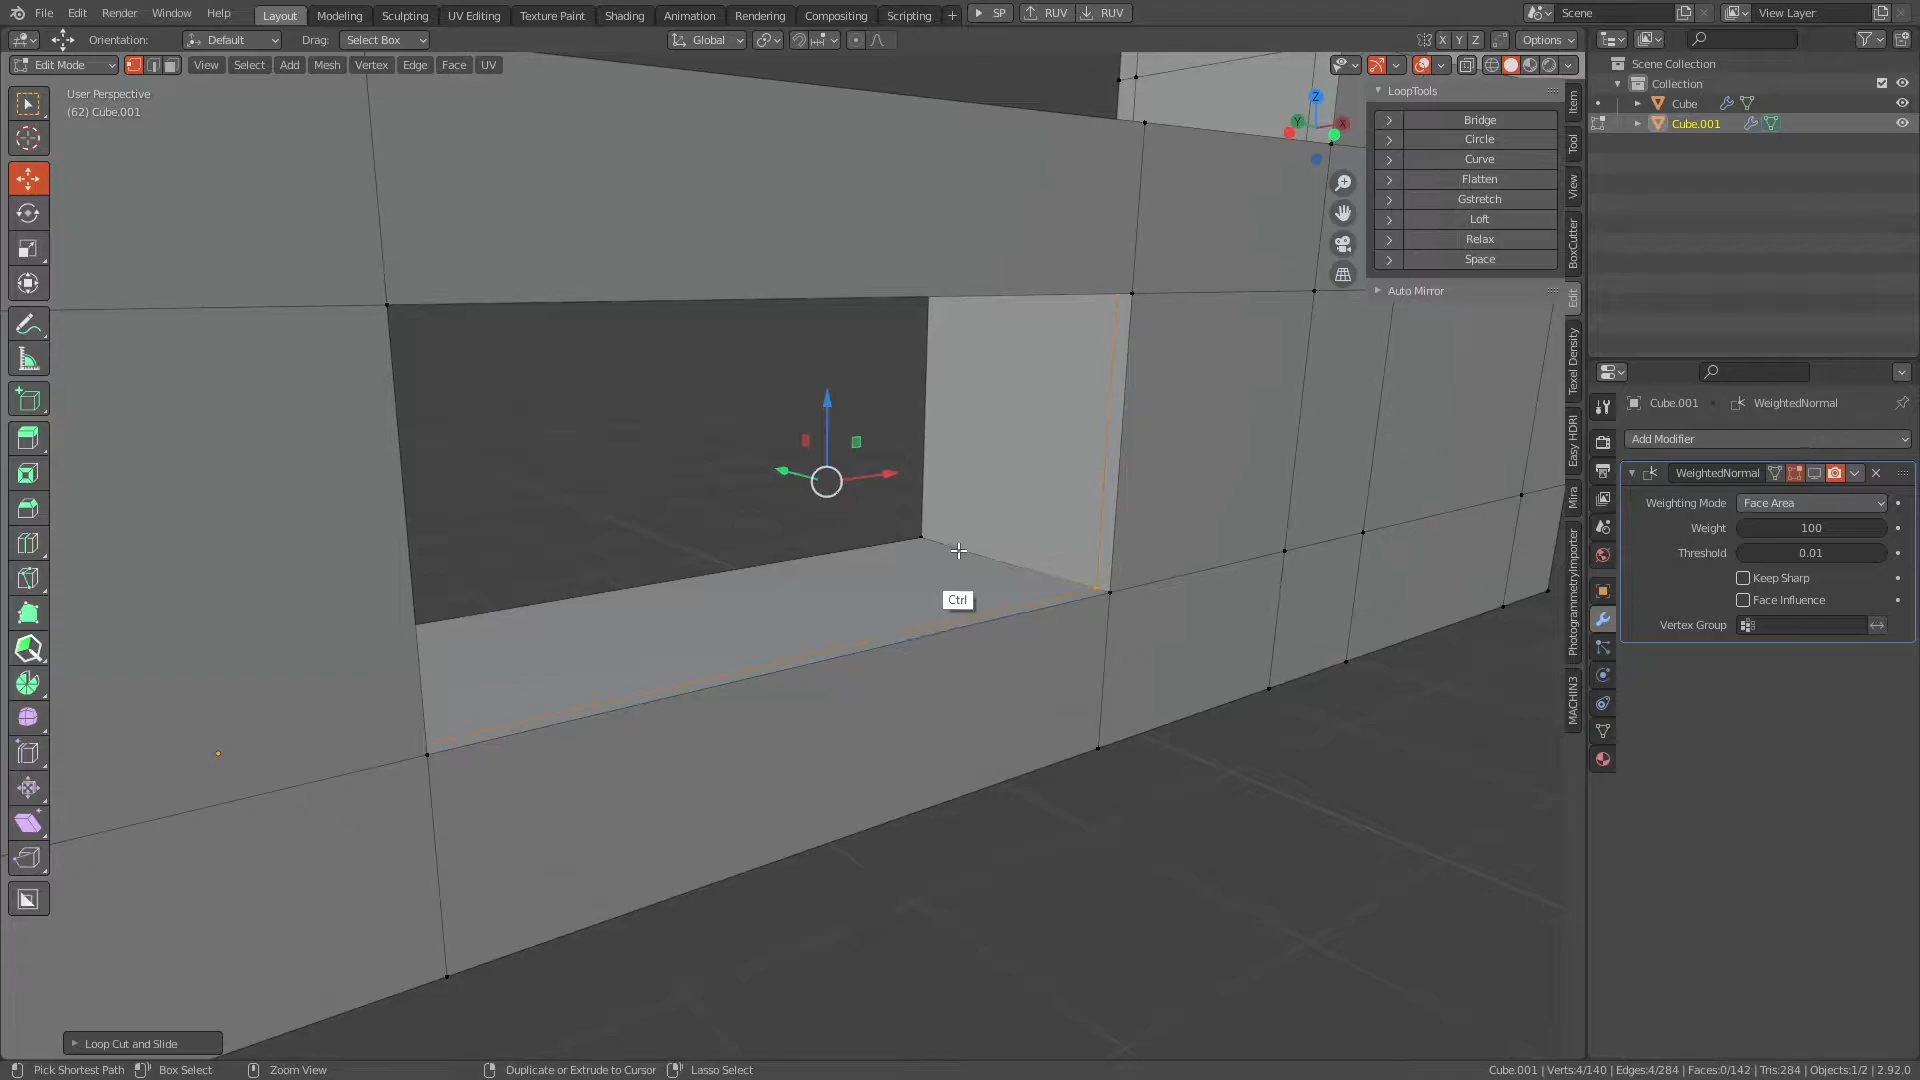 File Edit Render Window Help Layout Modeling Sculpting UV Editing Texture Paint Shading Animation Rendering Compositing Scripting + SP RUV RUV Scene View Layer
Orientation: Default Drag: Select Box Global X Y Z Options
Edit Mode View Select Add Mesh Vertex Edge Face UV
User Perspective
(62) Cube.001
Z
Y
X
LoopTools
Bridge
Circle
Curve
Flatten
Gstretch
Loft
Relax
Space
Auto Mirror
Item
Tool
View
BoxCutter
Edit
Texel Density
Easy HDRI
Mira
PhotogrammetryImporter
MACHIN3
Scene Collection
Collection
Cube
Cube.001
Cube.001 WeightedNormal
Add Modifier
WeightedNormal
Weighting Mode Face Area
Weight 100
Threshold 0.01
Keep Sharp
Face Influence
Vertex Group
Ctrl
Loop Cut and Slide
Pick Shortest Path Box Select Zoom View Duplicate or Extrude to Cursor Lasso Select Cube.001 | Verts:4/140 | Edges:4/284 | Faces:0/142 | Tris:284 | Objects:1/2 | 2.92.0